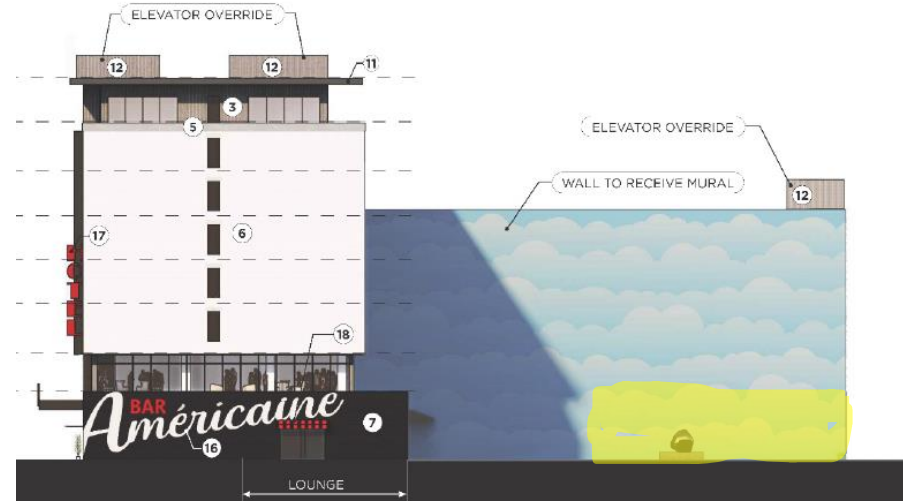 ELEVATOR OVERRIDE
12
12
11
3
5
ELEVATOR OVERRIDE
WALL TO RECEIVE MURAL
12
17
6
HOTEL
18
BAR
Américaine
7
16
LOUNGE